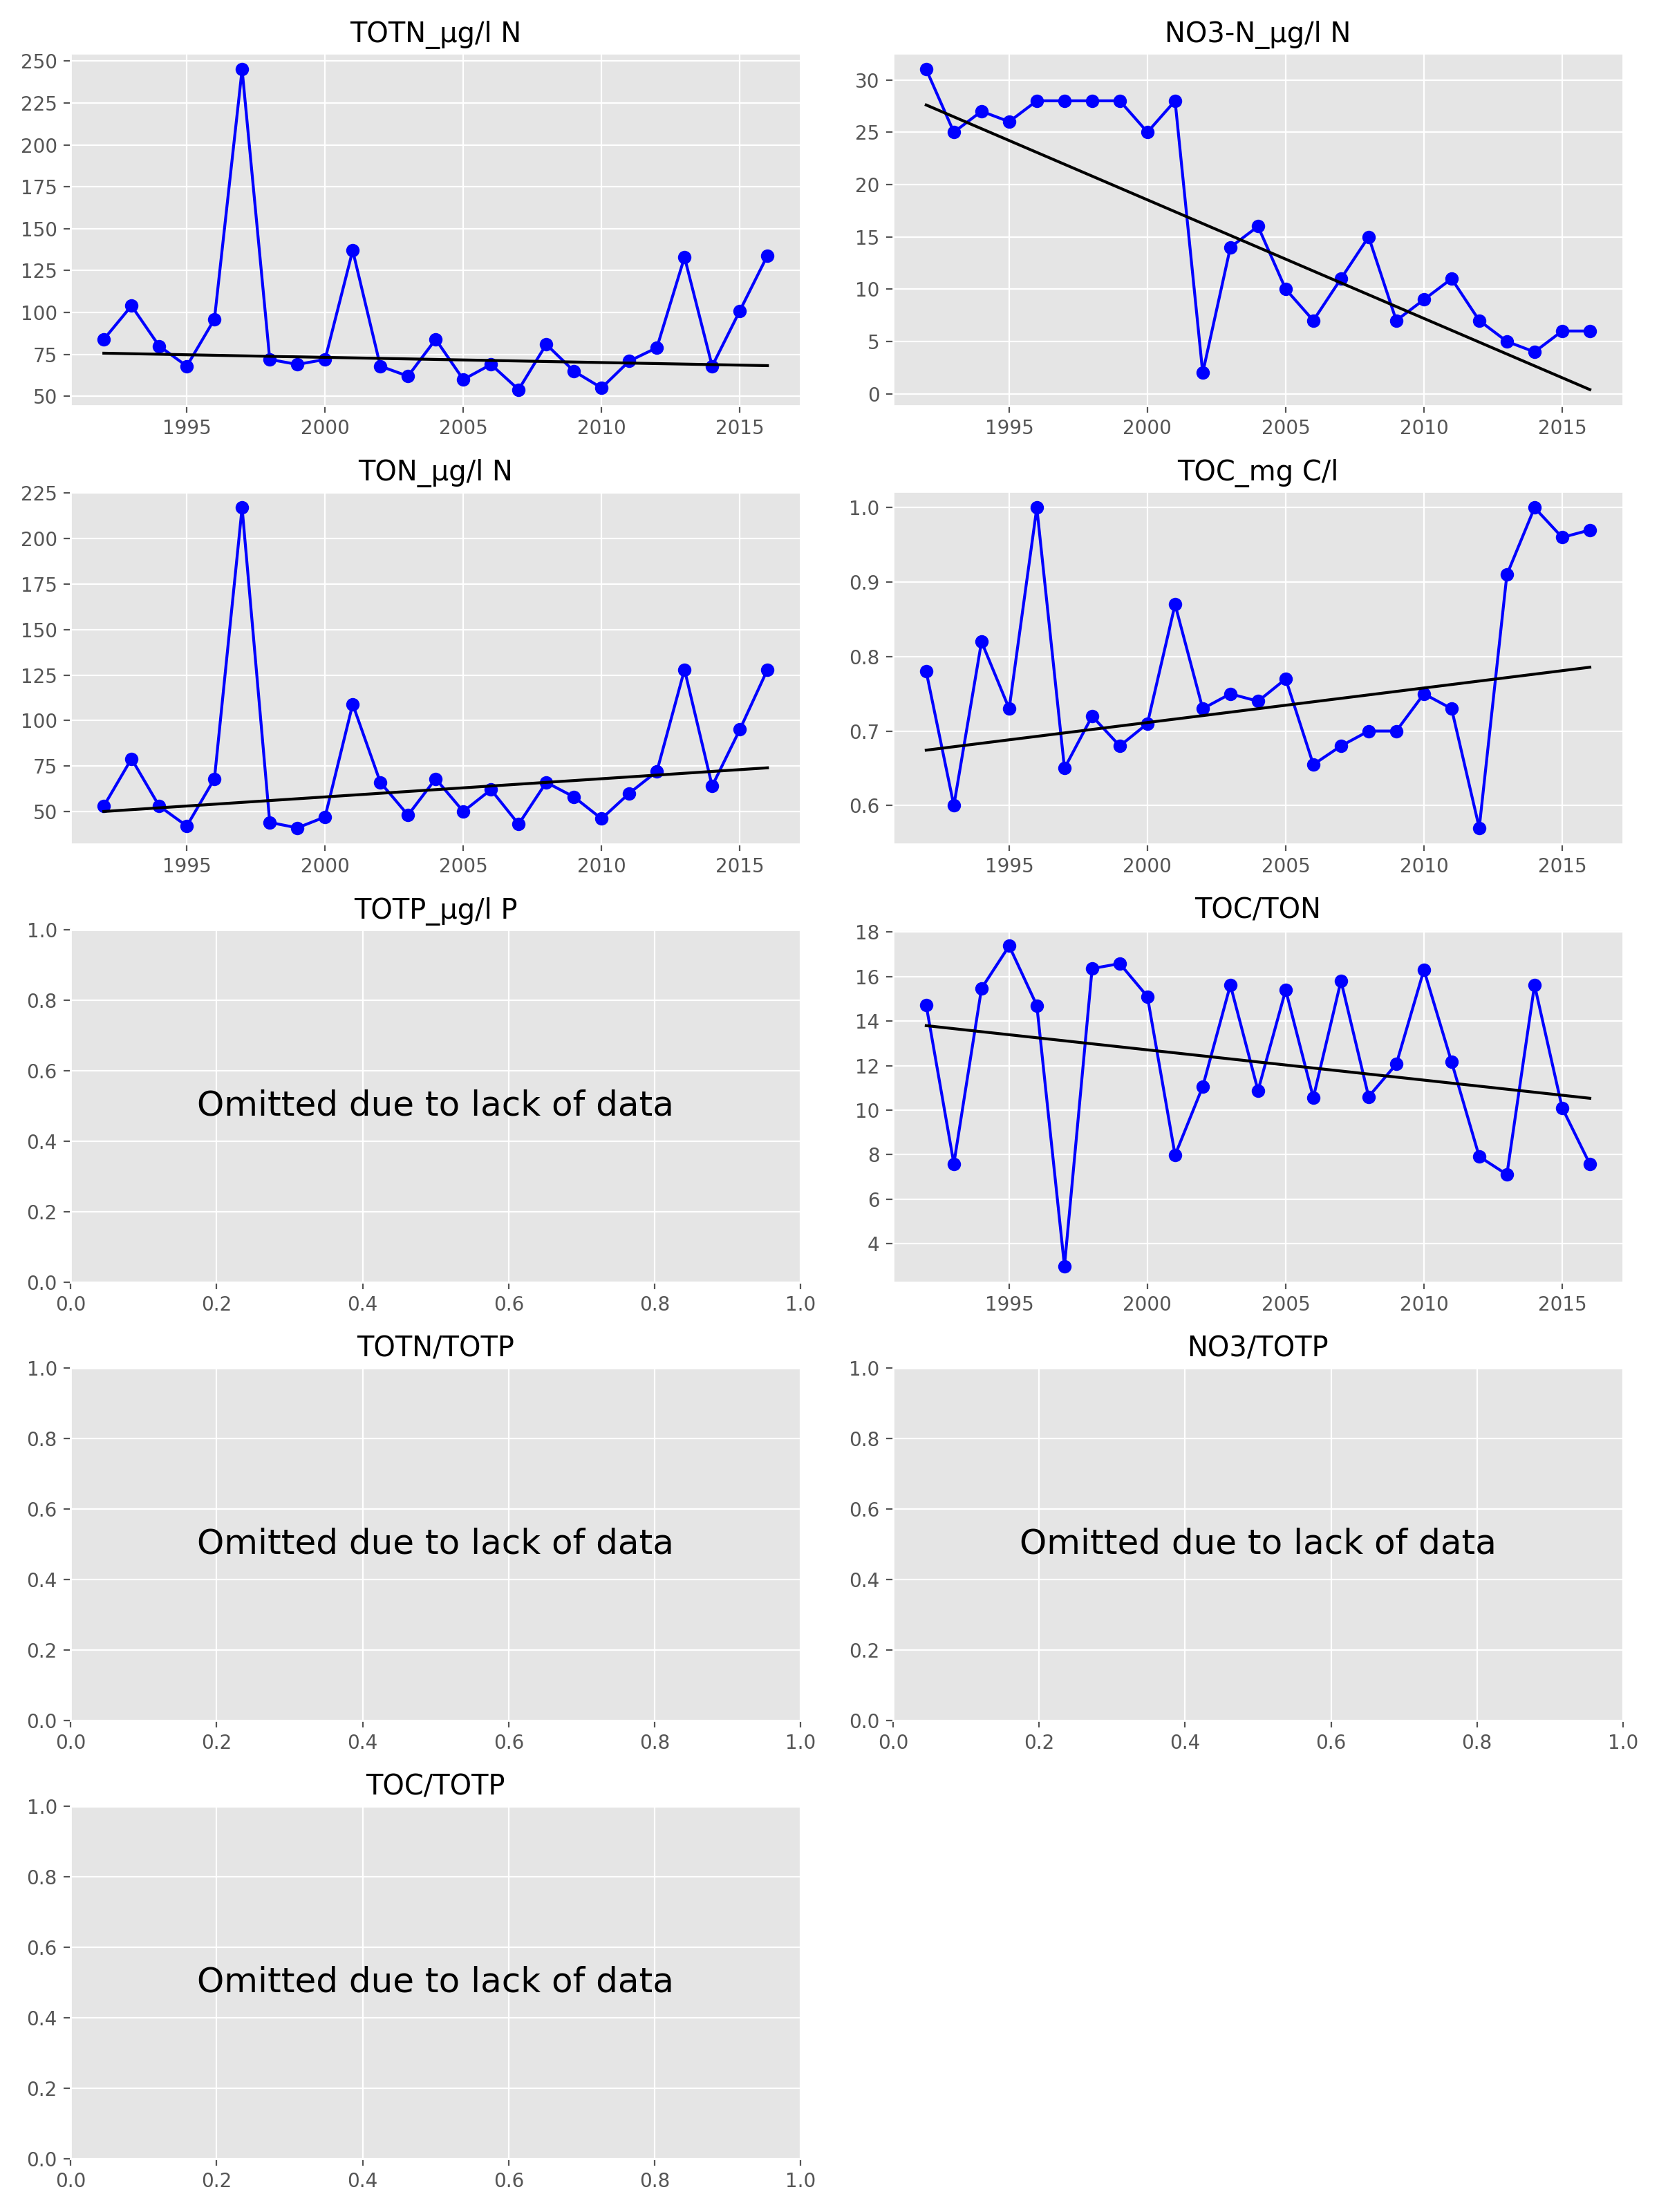 TOTN_µg/l N
250
225
200
175
150
125
100
75
50
1995 2000 2005 2010 2015
NO3-N_µg/l N
30
25
20
15
10
5
0
1995 2000 2005 2010 2015
TON_µg/l N
225
200
175
150
125
100
75
50
1995 2000 2005 2010 2015
TOC_mg C/l
1.0
0.9
0.8
0.7
0.6
1995 2000 2005 2010 2015
TOTP_µg/l P
1.0
0.8
0.6
Omitted due to lack of data
0.4
0.2
0.0
0.0 0.2 0.4 0.6 0.8 1.0
TOC/TON
18
16
14
12
10
8
6
4
1995 2000 2005 2010 2015
TOTN/TOTP
1.0
0.8
0.6
Omitted due to lack of data
0.4
0.2
0.0
0.0 0.2 0.4 0.6 0.8 1.0
NO3/TOTP
1.0
0.8
0.6
Omitted due to lack of data
0.4
0.2
0.0
0.0 0.2 0.4 0.6 0.8 1.0
TOC/TOTP
1.0
0.8
0.6
Omitted due to lack of data
0.4
0.2
0.0
0.0 0.2 0.4 0.6 0.8 1.0